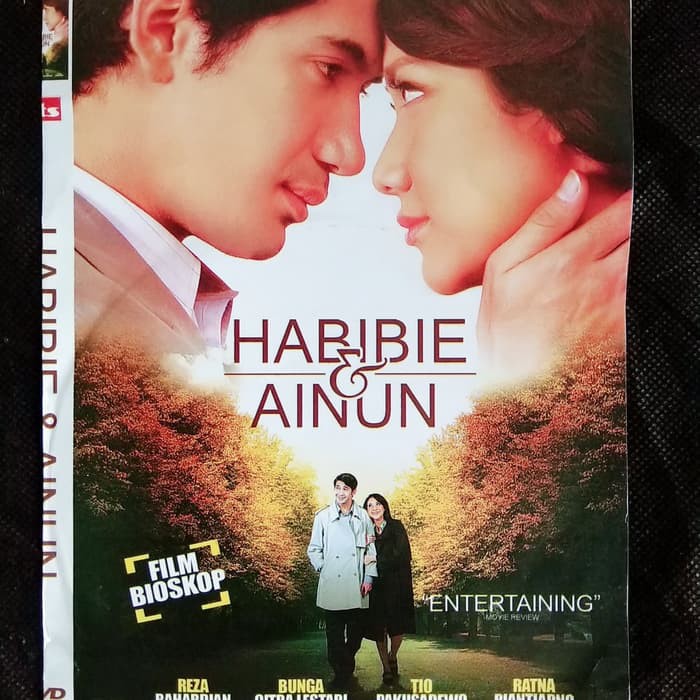 HABIBIE
&
AINUN
FILM
BIOSKOP
"ENTERTAINING"
MOVIE REVIEW
REZA
BUNGA
TIO
RATNA
HABIBIE & AINUN